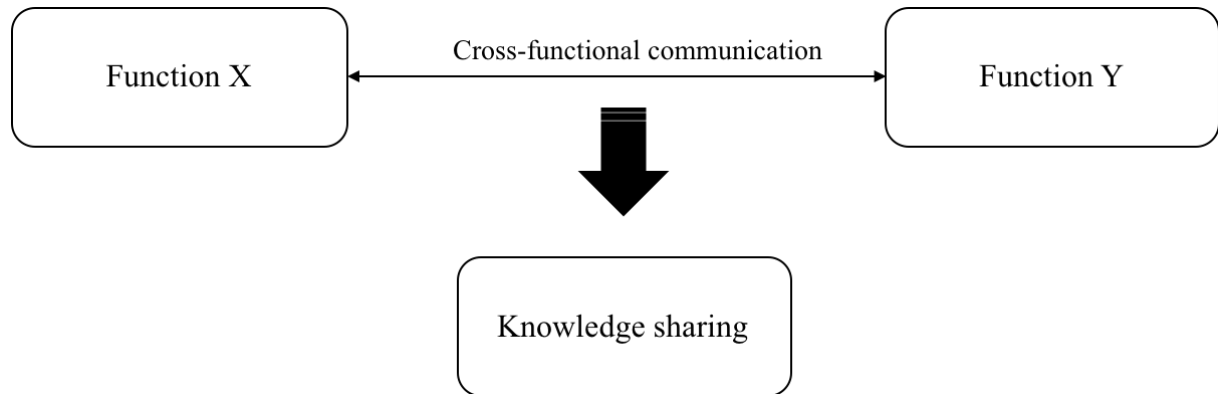 Cross-functional communication
Function X
Function Y
Knowledge sharing